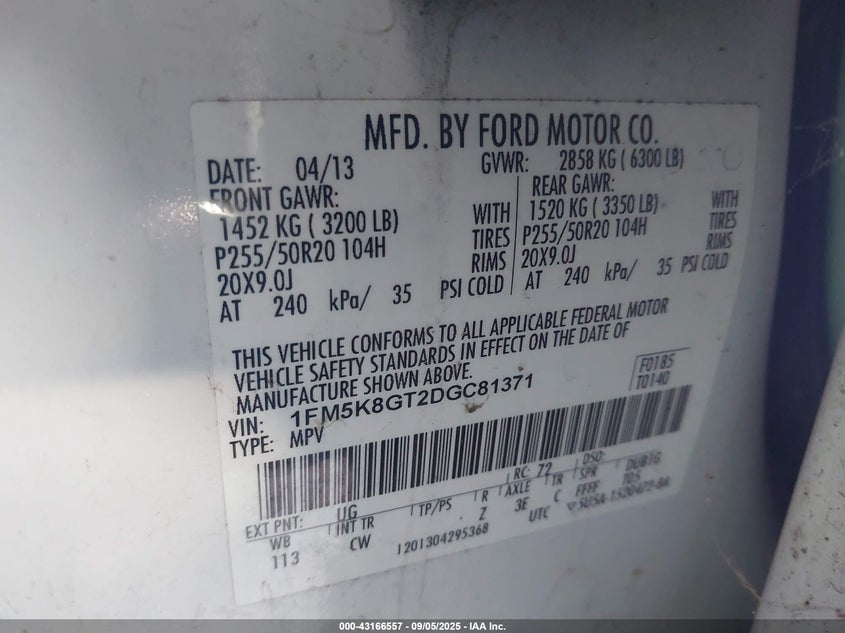 MFD. BY FORD MOTOR CO.
DATE: 04/13 GVWR: 2858 KG ( 6300 LB)
FRONT GAWR: REAR GAWR:
1452 KG ( 3200 LB) WITH 1520 KG ( 3350 LB) WITH
P255/50R20 104H TIRES P255/50R20 104H TIRES
20X9.0J RIMS 20X9.0J RIMS
AT 240 kPa/ 35 PSI COLD AT 240 kPa/ 35 PSI COLD
THIS VEHICLE CONFORMS TO ALL APPLICABLE FEDERAL MOTOR
VEHICLE SAFETY STANDARDS IN EFFECT ON THE DATE OF
MANUFACTURE SHOWN ABOVE.
F0185
VIN: 1FM5K8GT2DGC81371
T0140
TYPE: MPV
RC: 72 DSO:
EXT PNT: UG
WB INT TR TP/PS R AXLE TR SPR DUB1G
113 CW Z 3E C FFFF TDS
1201304295368 UTC
000-43166557 - 09/05/2025 - IAA Inc.